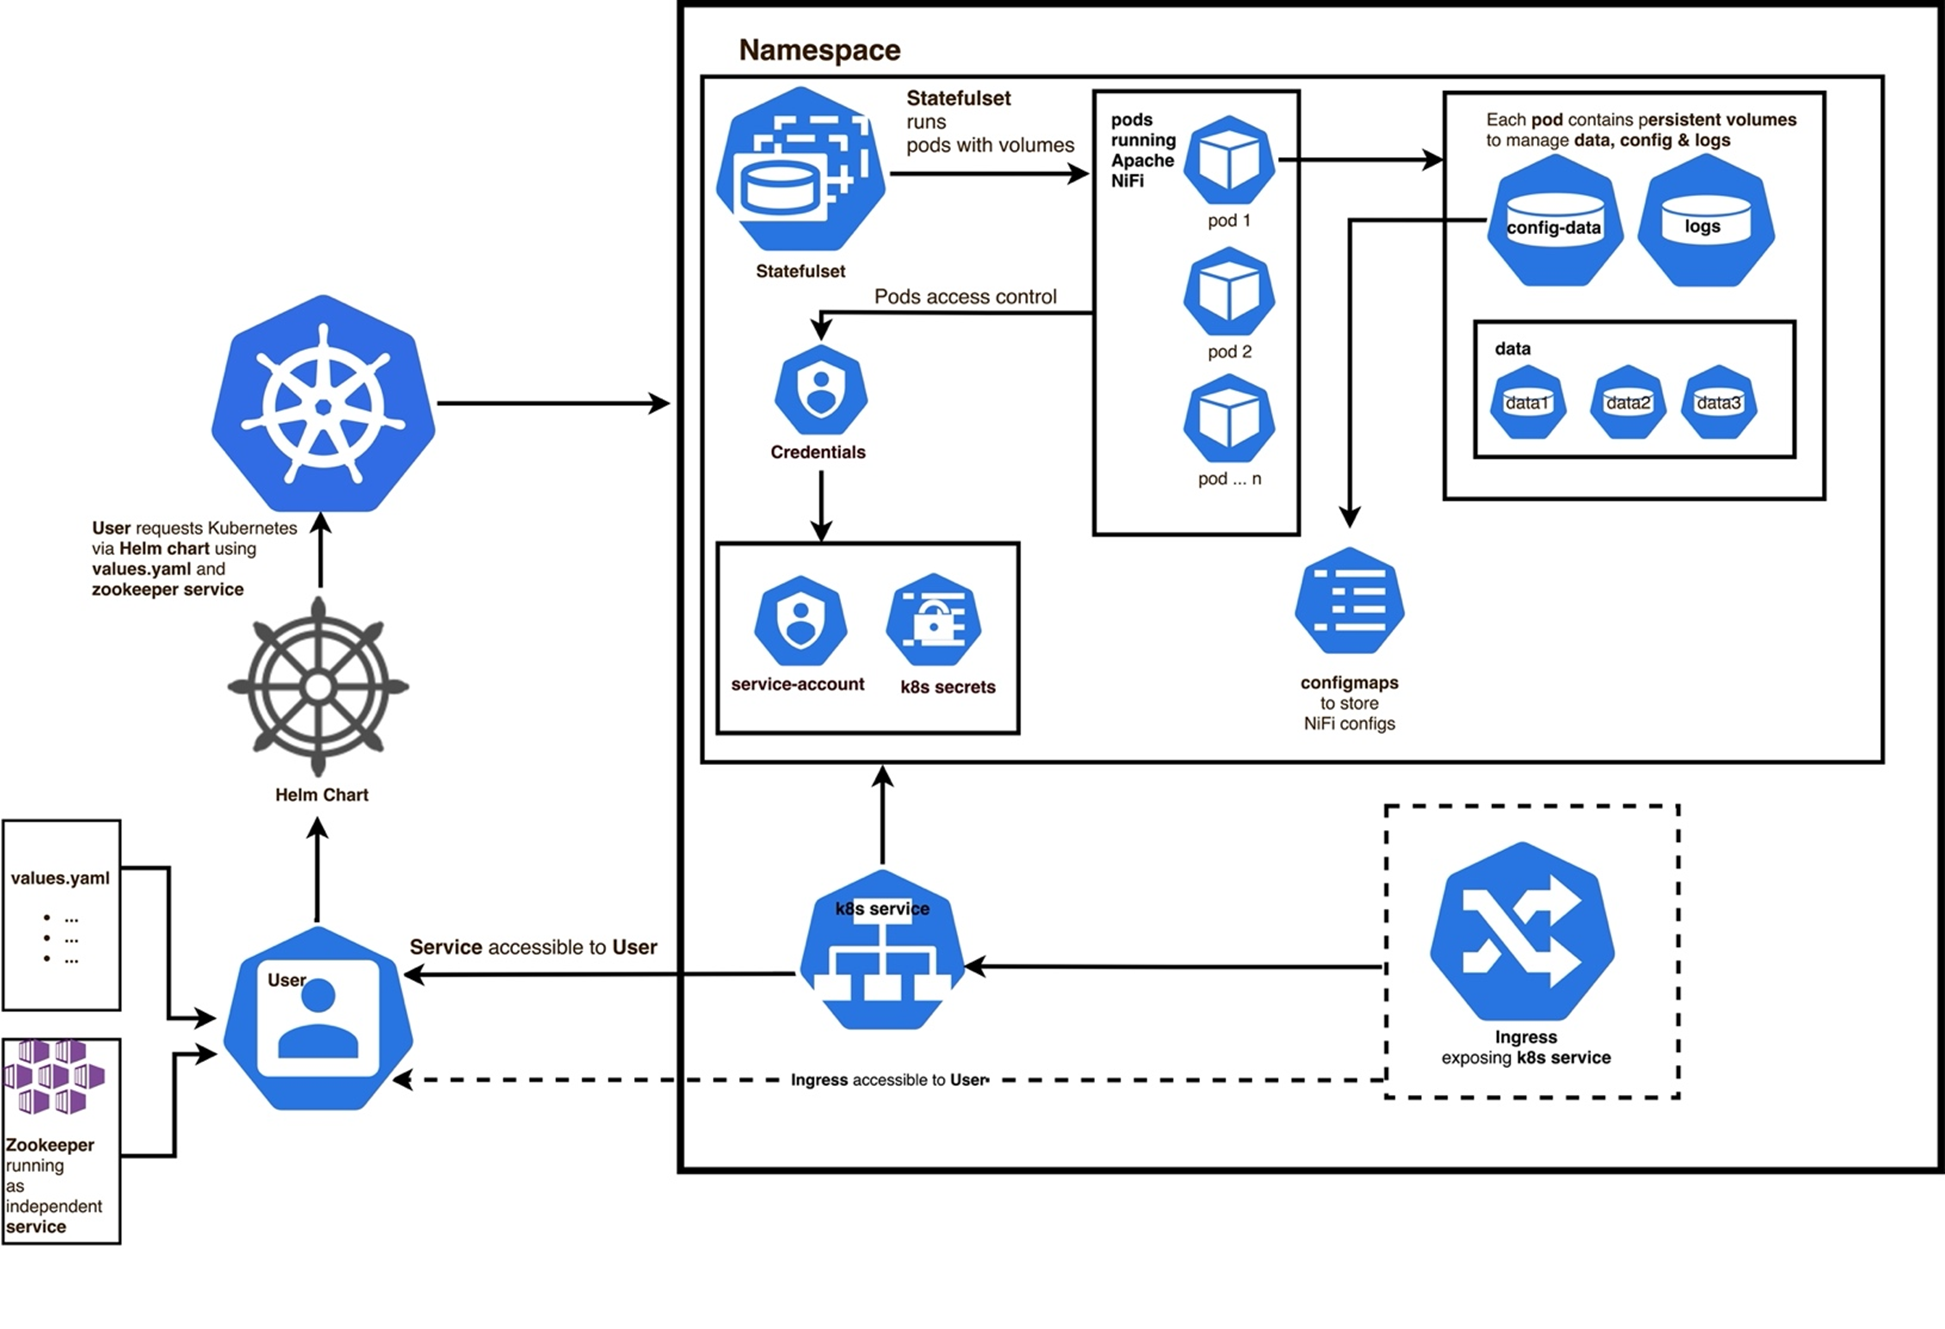 Namespace
Statefulset
runs
pods with volumes
Statefulset
pods
running
Apache
NiFi
pod 1
pod 2
pod ... n
Each pod contains persistent volumes
to manage data, config & logs
config-data
logs
data
data1
data2
data3
Pods access control
Credentials
service-account
k8s secrets
configmaps
to store
NiFi configs
User requests Kubernetes
via Helm chart using
values.yaml and
zookeeper service
Helm Chart
values.yaml
• ...
• ...
• ...
User
Service accessible to User
k8s service
Ingress
exposing k8s service
Ingress accessible to User
Zookeeper
running
as
independent
service